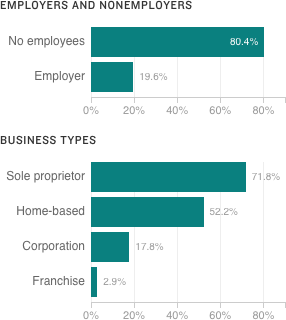 EMPLOYERS AND NONEMPLOYERS
No employees 80.4%
Employer 19.6%
0% 20% 40% 60% 80%
BUSINESS TYPES
Sole proprietor 71.8%
Home-based 52.2%
Corporation 17.8%
Franchise 2.9%
0% 20% 40% 60% 80%